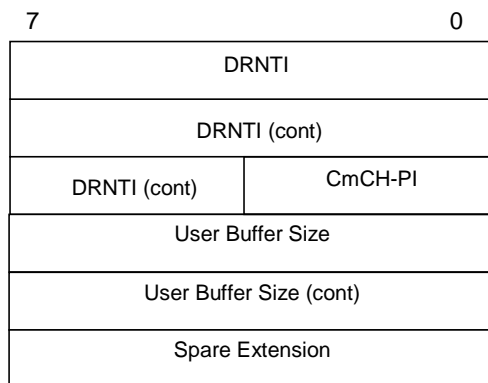 7 0
DRNTI
DRNTI (cont)
DRNTI (cont) CmCH-PI
User Buffer Size
User Buffer Size (cont)
Spare Extension